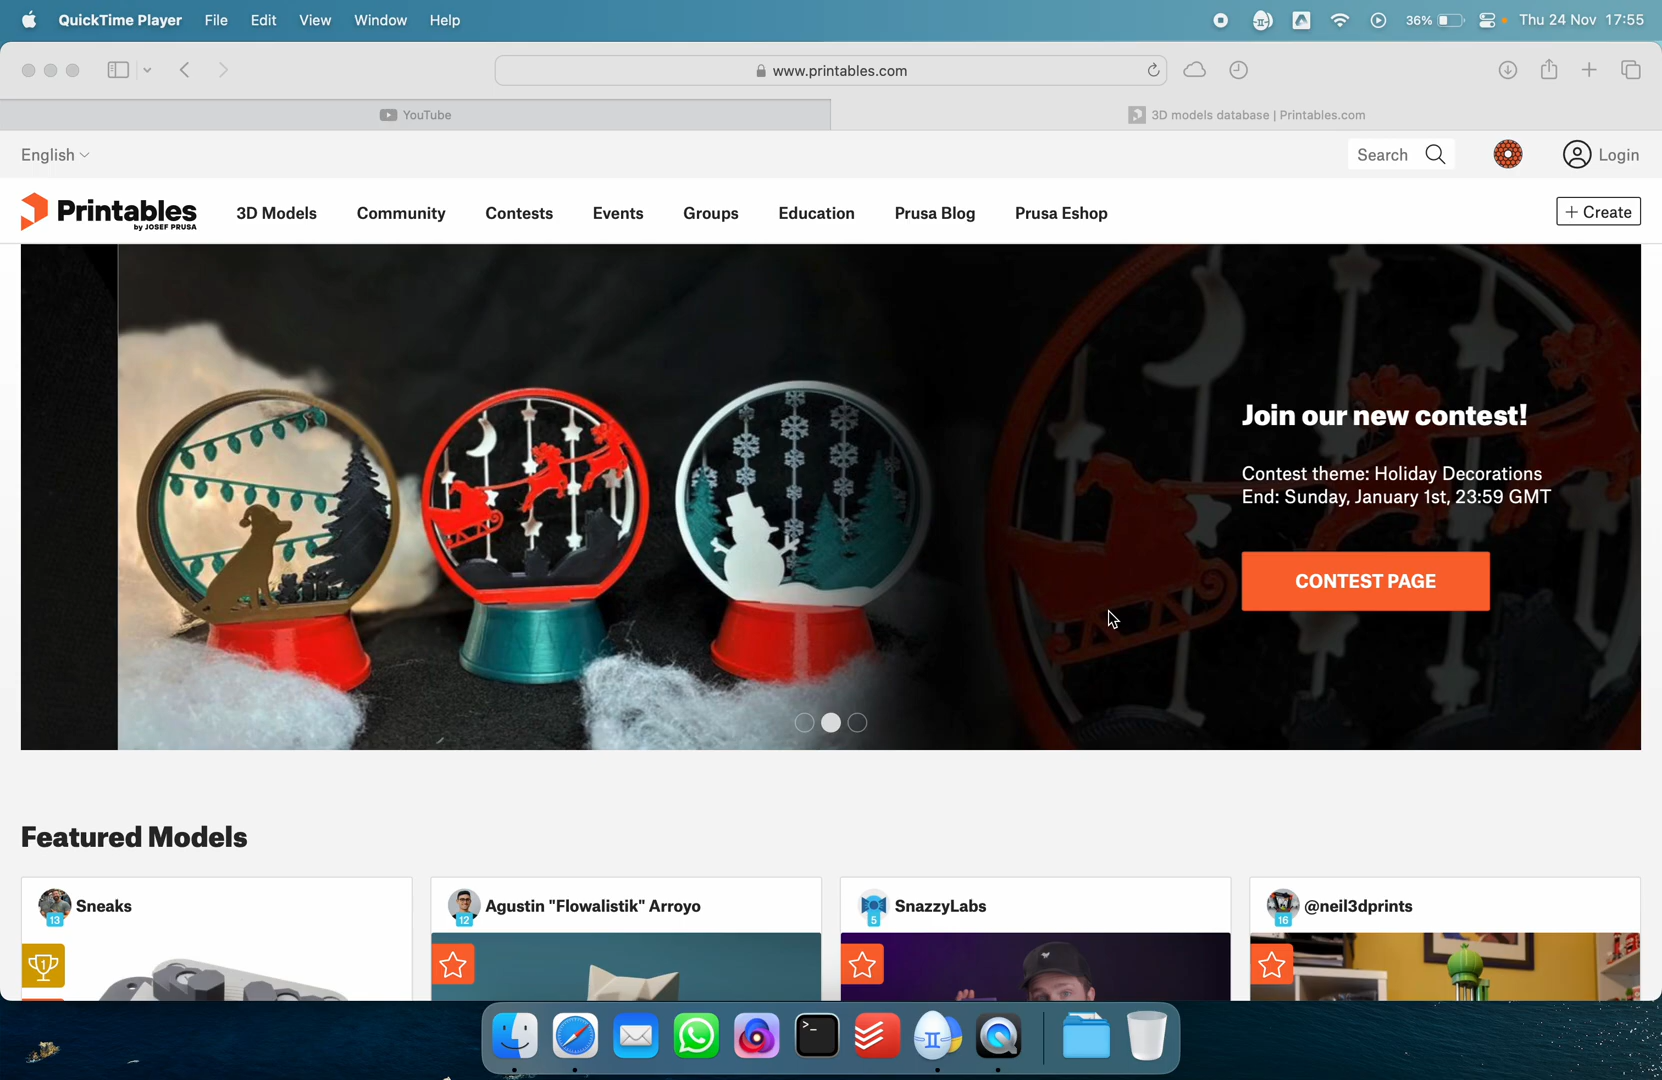 QuickTime Player File Edit View Window Help 36% Thu 24 Nov 17:55
www.printables.com
YouTube
3D models database | Printables.com
English
Search
Login
Printables
by JOSEF PRUSA
3D Models Community Contests Events Groups Education Prusa Blog Prusa Eshop
+ Create
Join our new contest!
Contest theme: Holiday Decorations
End: Sunday, January 1st, 23:59 GMT
CONTEST PAGE
Featured Models
13 Sneaks
12 Agustin "Flowalistik" Arroyo
5 SnazzyLabs
16 @neil3dprints
1
>_